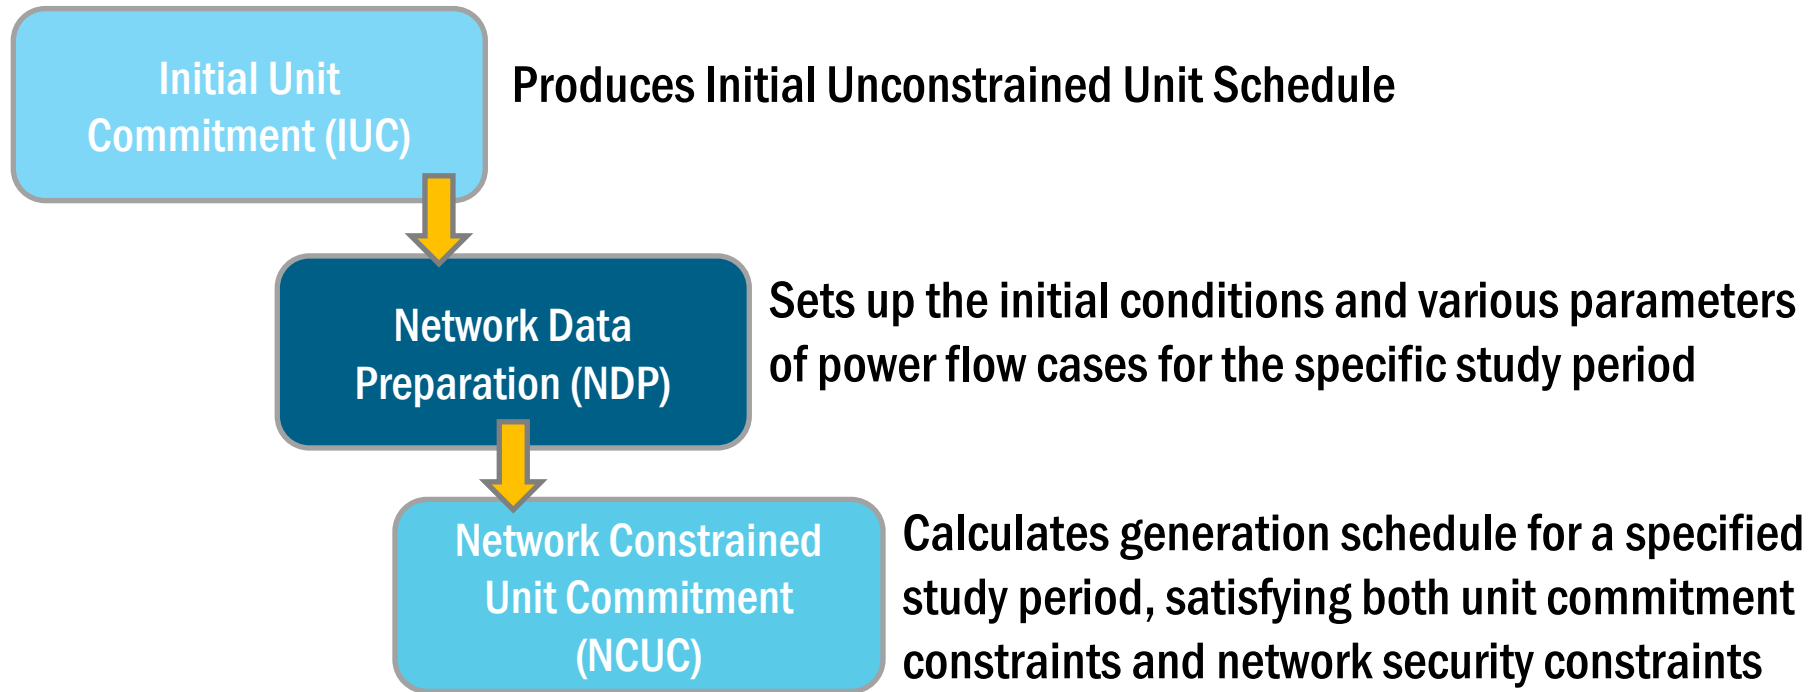 Initial Unit
Commitment (IUC)
Produces Initial Unconstrained Unit Schedule
Network Data
Preparation (NDP)
Sets up the initial conditions and various parameters
of power flow cases for the specific study period
Network Constrained
Unit Commitment
(NCUC)
Calculates generation schedule for a specified
study period, satisfying both unit commitment
constraints and network security constraints